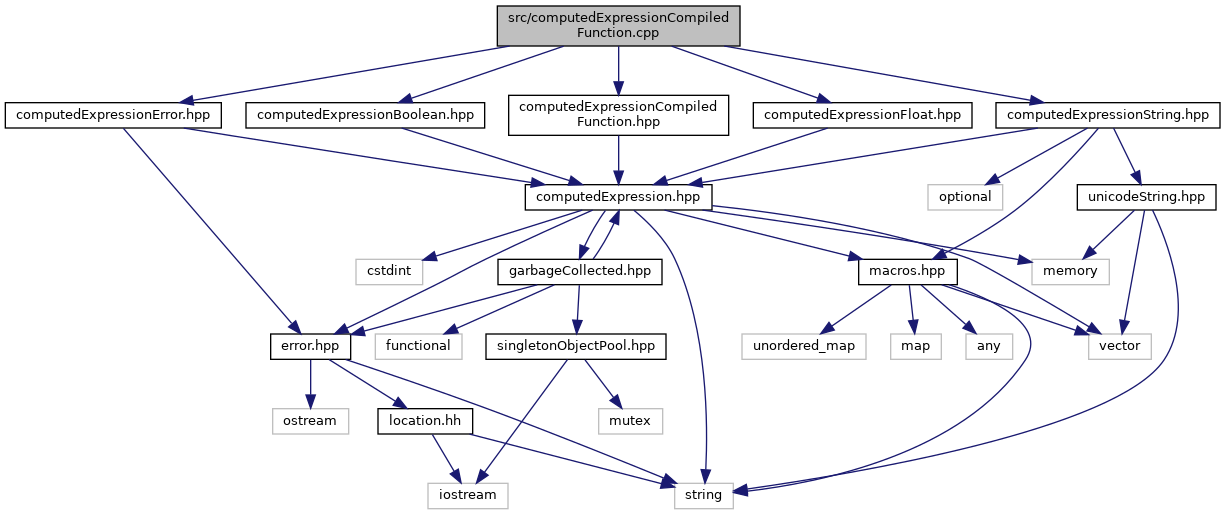 src/computedExpressionCompiled
Function.cpp
computedExpressionError.hpp
computedExpressionBoolean.hpp
computedExpressionCompiled
Function.hpp
computedExpressionFloat.hpp
computedExpressionString.hpp
computedExpression.hpp
optional
unicodeString.hpp
cstdint
garbageCollected.hpp
macros.hpp
memory
error.hpp
functional
singletonObjectPool.hpp
unordered_map
map
any
vector
ostream
location.hh
mutex
iostream
string